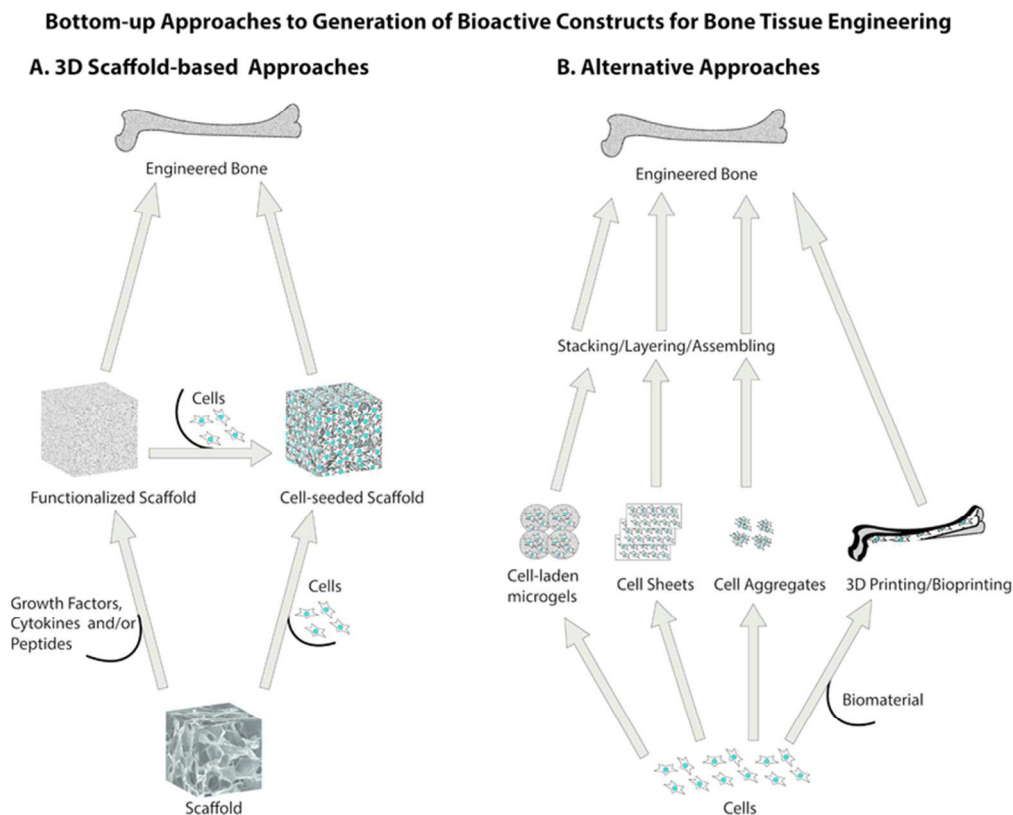 Bottom-up Approaches to Generation of Bioactive Constructs for Bone Tissue Engineering
A. 3D Scaffold-based Approaches
Engineered Bone
Cells
Functionalized Scaffold
Cell-seeded Scaffold
Growth Factors,
Cytokines and/or
Peptides
Cells
Scaffold
B. Alternative Approaches
Engineered Bone
Stacking/Layering/Assembling
Cell-laden
microgels
Cell Sheets
Cell Aggregates
3D Printing/Bioprinting
Biomaterial
Cells